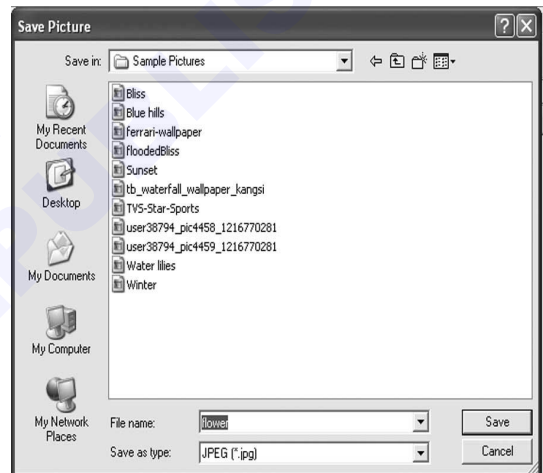 Save Picture
Save in:
Sample Pictures
My Recent
Documents
Desktop
My Documents
My Computer
My Network
Places
Bliss
Blue hills
ferrari-wallpaper
floodedBliss
Sunset
tb_waterfall_wallpaper_kangsi
TVS-Star-Sports
user38794_pic4458_1216770281
user38794_pic4459_1216770281
Water lilies
Winter
File name:
flower
Save
Save as type:
JPEG (*.jpg)
Cancel